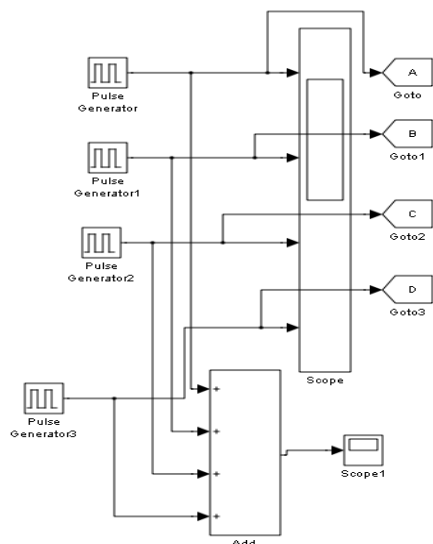 A
Pulse
Generator
Goto
B
Pulse
Generator1
Goto1
C
Pulse
Generator2
Goto2
D
Goto3
Scope
Pulse
Generator3
+
+
+
+
Scope1
Add